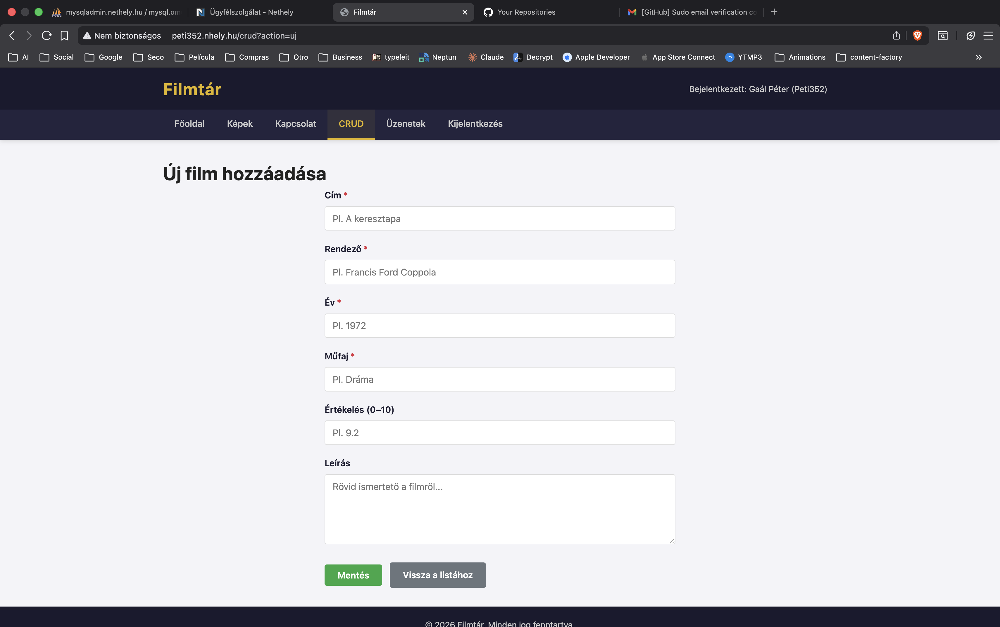 mysqladmin.nethely.hu / mysql.om
Ügyfélszolgálat - Nethely
Filmtár
Your Repositories
[GitHub] Sudo email verification co
Nem biztonságos peti352.nhely.hu/crud?action=uj
AI Social Google Seco Película Compras Otro Business typeleit Neptun Claude Decrypt Apple Developer App Store Connect YTMP3 Animations content-factory
Filmtár
Bejelentkezett: Gaál Péter (Peti352)
Főoldal Képek Kapcsolat CRUD Üzenetek Kijelentkezés
Új film hozzáadása
Cím *
Pl. A keresztapa
Rendező *
Pl. Francis Ford Coppola
Év *
Pl. 1972
Műfaj *
Pl. Dráma
Értékelés (0–10)
Pl. 9.2
Leírás
Rövid ismertető a filmről...
Mentés Vissza a listához
© 2026 Filmtár. Minden jog fenntartva.